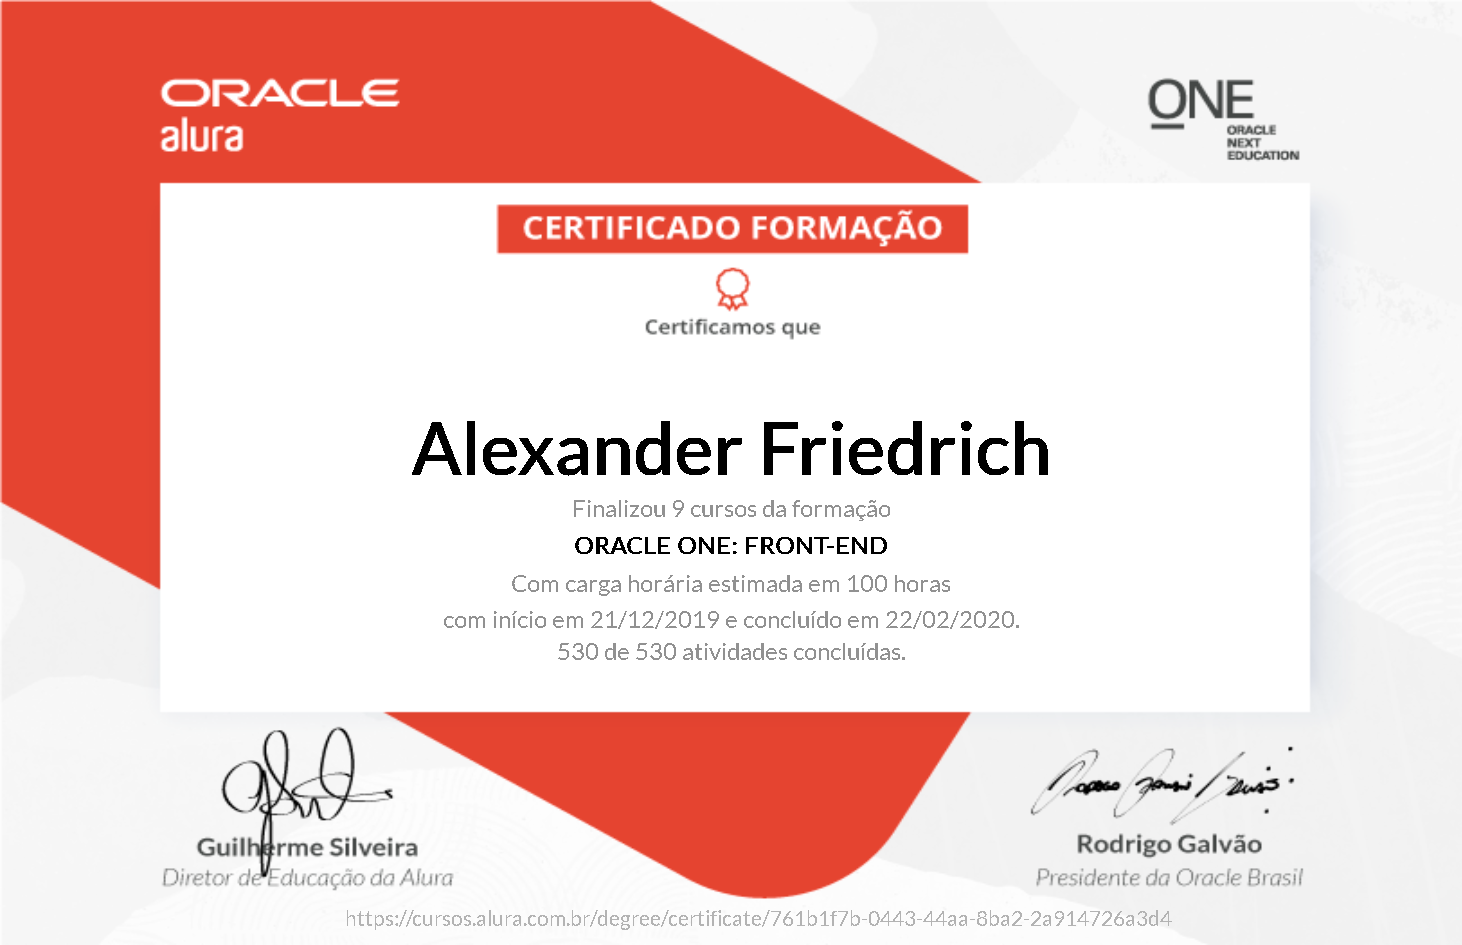 ORACLE
alura
ONE
ORACLE
NEXT
EDUCATION
CERTIFICADO FORMAÇÃO
Certificamos que
Alexander Friedrich
Finalizou 9 cursos da formação
ORACLE ONE: FRONT-END
Com carga horária estimada em 100 horas
com início em 21/12/2019 e concluído em 22/02/2020.
530 de 530 atividades concluídas.
Guilherme Silveira
Diretor de Educação da Alura
Rodrigo Galvão
Presidente da Oracle Brasil
https://cursos.alura.com.br/degree/certificate/761b1f7b-0443-44aa-8ba2-2a914726a3d4